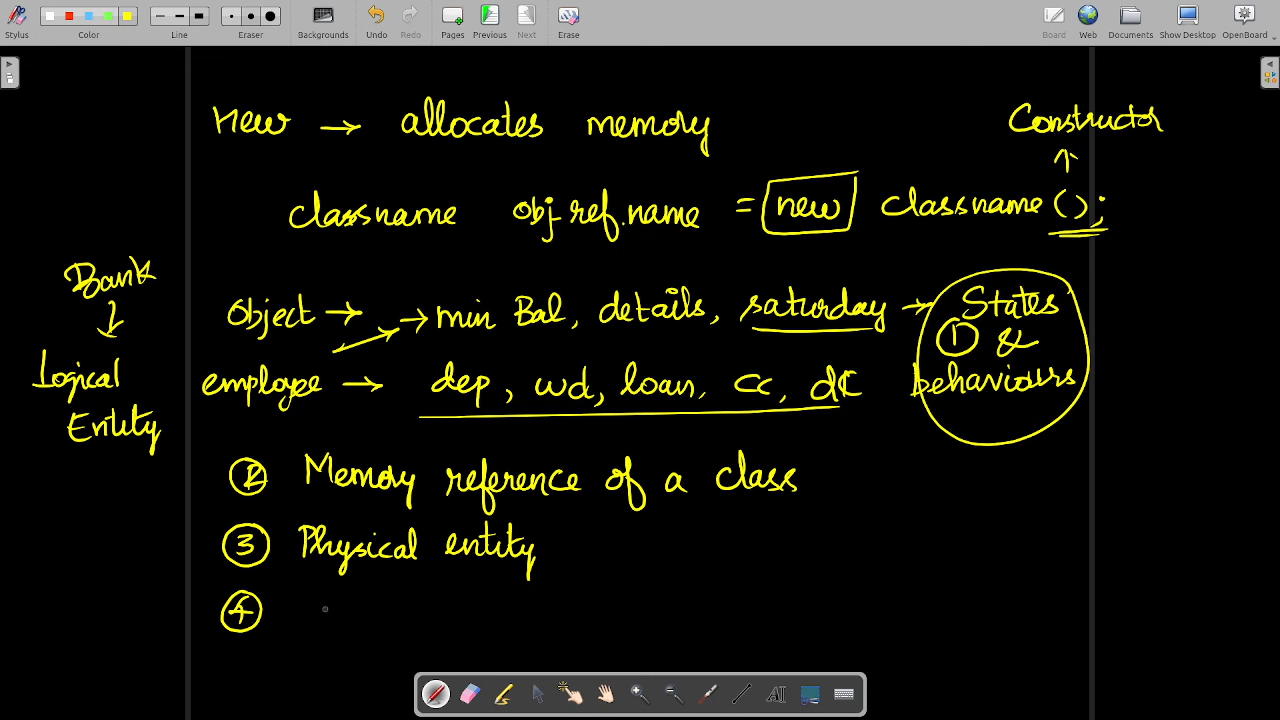 Stylus Color Line Eraser Backgrounds Undo Redo Pages Previous Next Erase Board Web Documents Show Desktop OpenBoard
new → allocates memory
Constructor
↑
classname obj.ref.name = new classname ();
Bank
↓
Logical
Entity
Object → → min Bal, details, saturday → States
① &
employee → dep, wd, loan, cc, dC behaviours
② Memory reference of a class
③ Physical entity
④